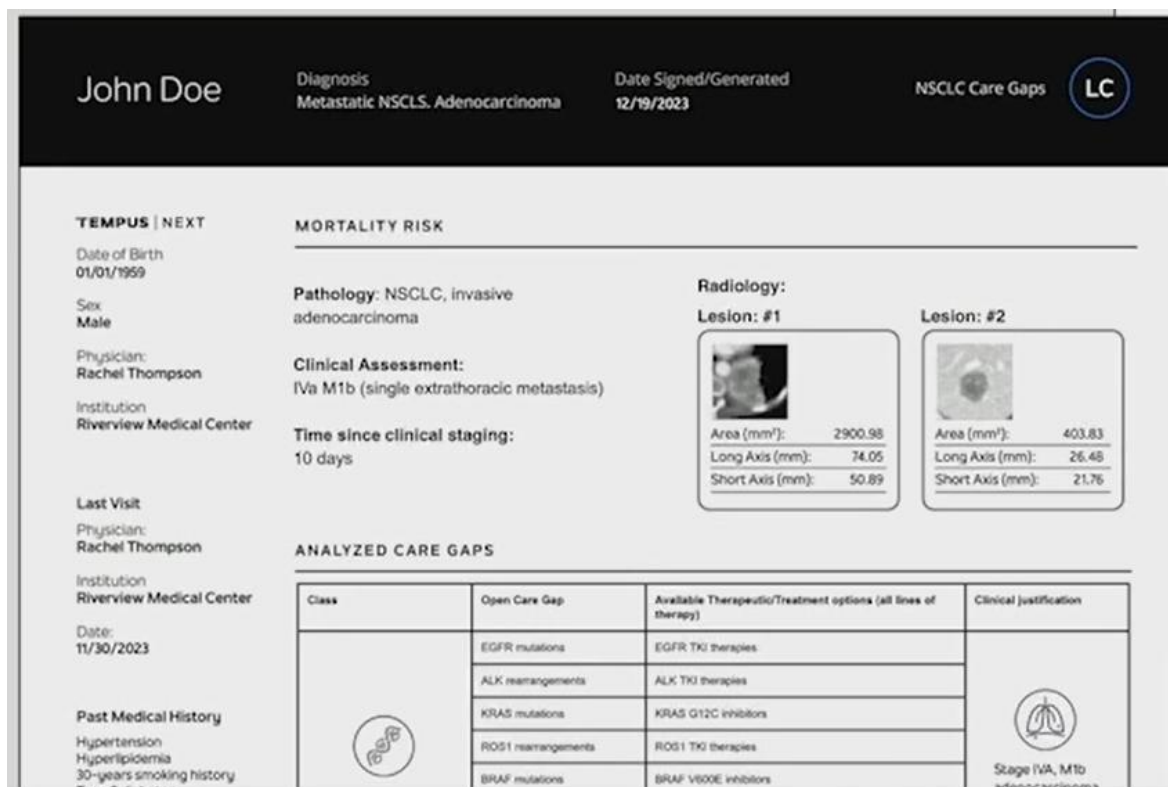 John Doe
Diagnosis
Metastatic NSCLS. Adenocarcinoma
Date Signed/Generated
12/19/2023
NSCLC Care Gaps
LC
TEMPUS | NEXT
Date of Birth
01/01/1959
Sex
Male
Physician:
Rachel Thompson
Institution
Riverview Medical Center
Last Visit
Physician:
Rachel Thompson
Institution
Riverview Medical Center
Date:
11/30/2023
Past Medical History
Hypertension
Hyperlipidemia
30-years smoking history
MORTALITY RISK
Pathology: NSCLC, invasive
adenocarcinoma
Clinical Assessment:
IVa M1b (single extrathoracic metastasis)
Time since clinical staging:
10 days
Radiology:
Lesion: #1
Area (mm²): 2900.98
Long Axis (mm): 74.05
Short Axis (mm): 50.89
Lesion: #2
Area (mm²): 403.83
Long Axis (mm): 26.48
Short Axis (mm): 21.76
ANALYZED CARE GAPS
Class
Open Care Gap
Available Therapeutic/Treatment options (all lines of
therapy)
Clinical justification
EGFR mutations
EGFR TKI therapies
ALK rearrangements
ALK TKI therapies
KRAS mutations
KRAS G12C inhibitors
ROS1 rearrangements
ROS1 TKI therapies
BRAF mutations
BRAF V600E inhibitors
Stage IVA, M1b
adenocarcinoma